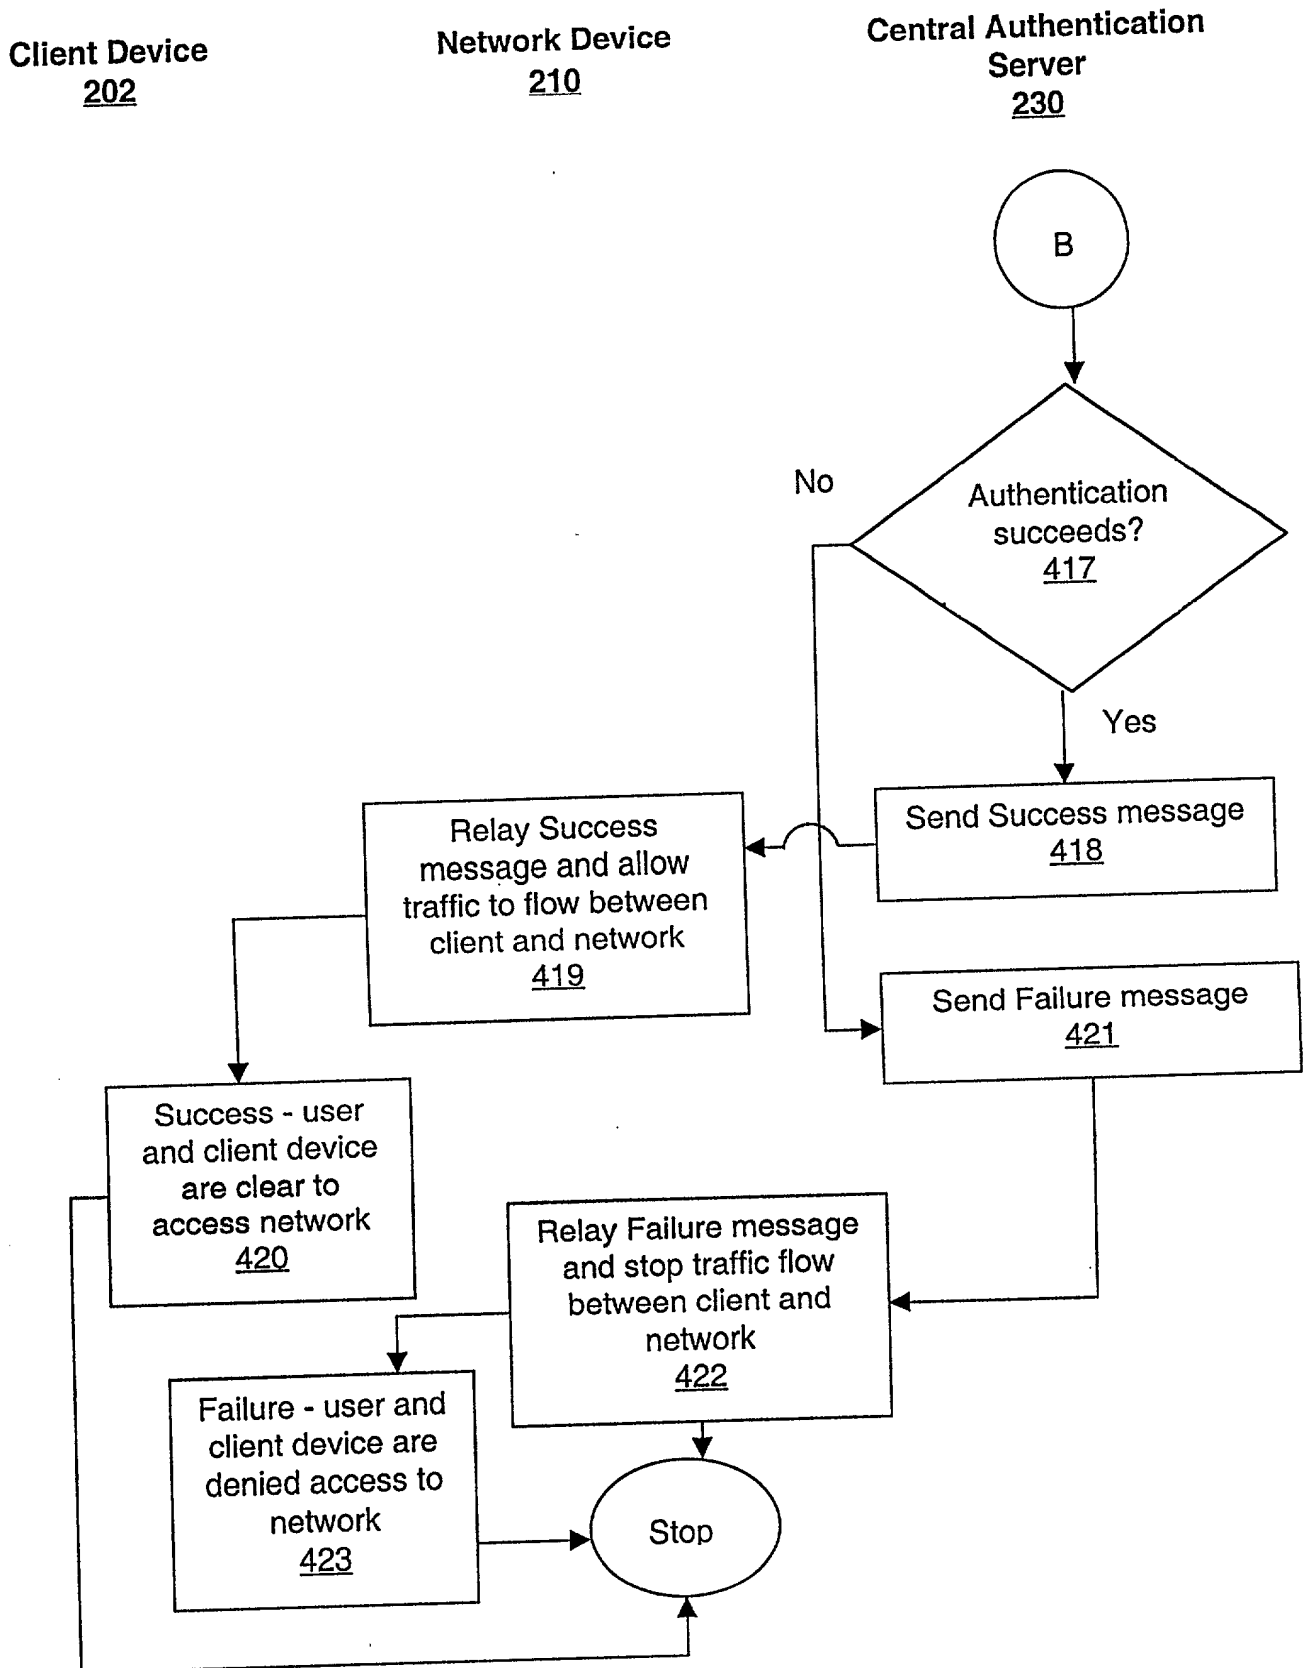 Client Device
202
Network Device
210
Central Authentication
Server
230
B
No
Authentication
succeeds?
417
Yes
Send Success message
418
Relay Success
message and allow
traffic to flow between
client and network
419
Send Failure message
421
Success - user
and client device
are clear to
access network
420
Relay Failure message
and stop traffic flow
between client and
network
422
Failure - user and
client device are
denied access to
network
423
Stop